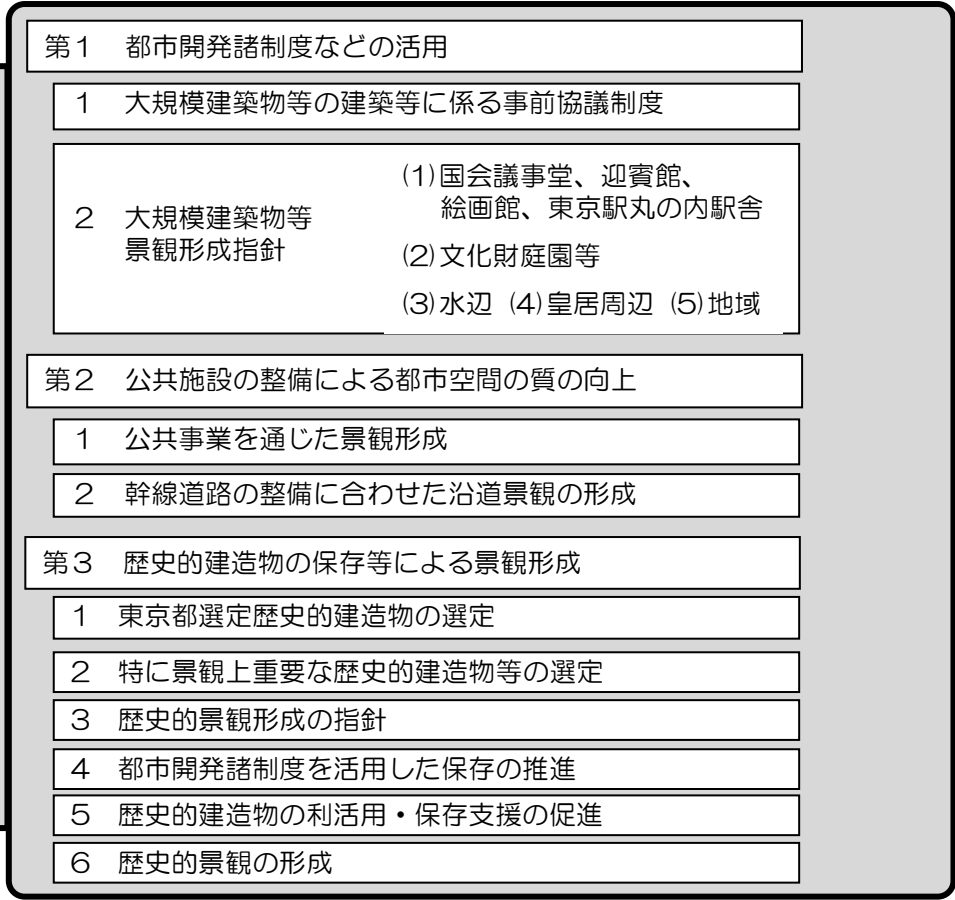 第１　都市開発諸制度などの活用
１　大規模建築物等の建築等に係る事前協議制度
２　大規模建築物等
景観形成指針
(1)国会議事堂、迎賓館、
絵画館、東京駅丸の内駅舎
(2)文化財庭園等
(3)水辺 (4)皇居周辺 (5)地域
第２　公共施設の整備による都市空間の質の向上
１　公共事業を通じた景観形成
２　幹線道路の整備に合わせた沿道景観の形成
第３　歴史的建造物の保存等による景観形成
１　東京都選定歴史的建造物の選定
２　特に景観上重要な歴史的建造物等の選定
３　歴史的景観形成の指針
４　都市開発諸制度を活用した保存の推進
５　歴史的建造物の利活用・保存支援の促進
６　歴史的景観の形成